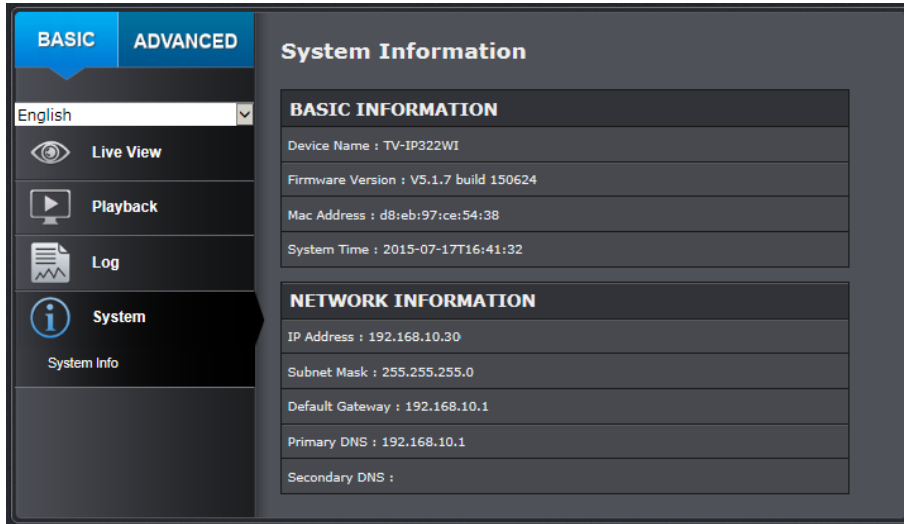 BASIC
ADVANCED
English
Live View
Playback
Log
System
System Info
System Information
BASIC INFORMATION
Device Name : TV-IP322WI
Firmware Version : V5.1.7 build 150624
Mac Address : d8:eb:97:ce:54:38
System Time : 2015-07-17T16:41:32
NETWORK INFORMATION
IP Address : 192.168.10.30
Subnet Mask : 255.255.255.0
Default Gateway : 192.168.10.1
Primary DNS : 192.168.10.1
Secondary DNS :